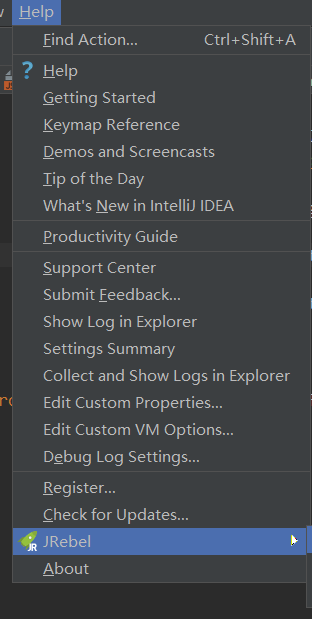 Help
Find Action... Ctrl+Shift+A
? Help
Getting Started
Keymap Reference
Demos and Screencasts
Tip of the Day
What's New in IntelliJ IDEA
Productivity Guide
Support Center
Submit Feedback...
Show Log in Explorer
Settings Summary
Collect and Show Logs in Explorer
Edit Custom Properties...
Edit Custom VM Options...
Debug Log Settings...
Register...
Check for Updates...
JR JRebel
About